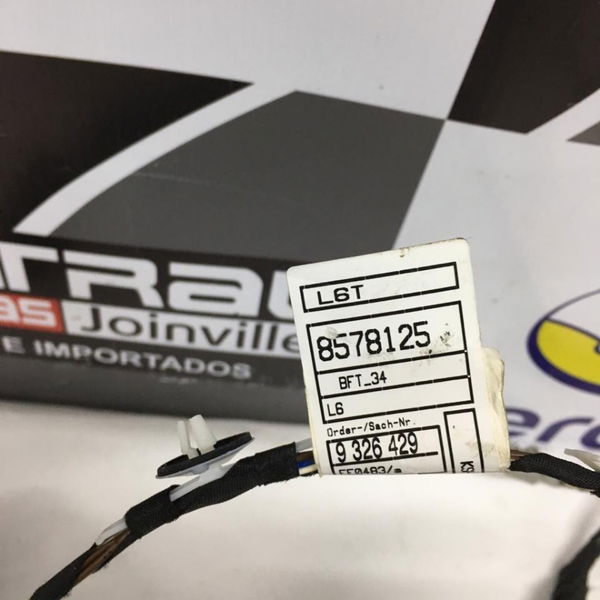 Joinville
E IMPORTADOS
L6T
8578125
BFT_34
L6
Order-/Sach-Nr.
9 326 429